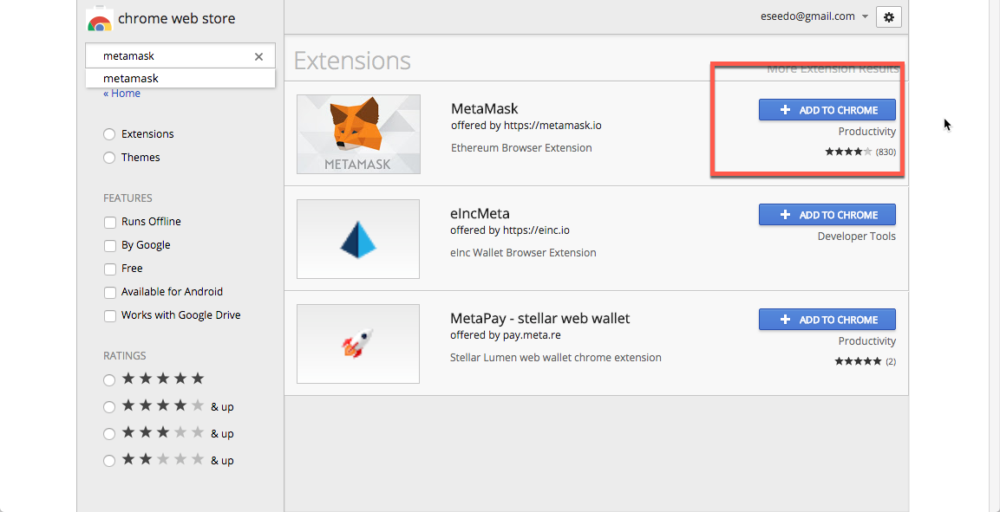 chrome web store
eseedo@gmail.com
metamask
metamask
« Home
Extensions
Themes
FEATURES
Runs Offline
By Google
Free
Available for Android
Works with Google Drive
RATINGS
& up
& up
& up
Extensions
More Extension Results
METAMASK
MetaMask
offered by https://metamask.io
Ethereum Browser Extension
ADD TO CHROME
Productivity
(830)
eIncMeta
offered by https://einc.io
eInc Wallet Browser Extension
ADD TO CHROME
Developer Tools
MetaPay - stellar web wallet
offered by pay.meta.re
Stellar Lumen web wallet chrome extension
ADD TO CHROME
Productivity
(2)